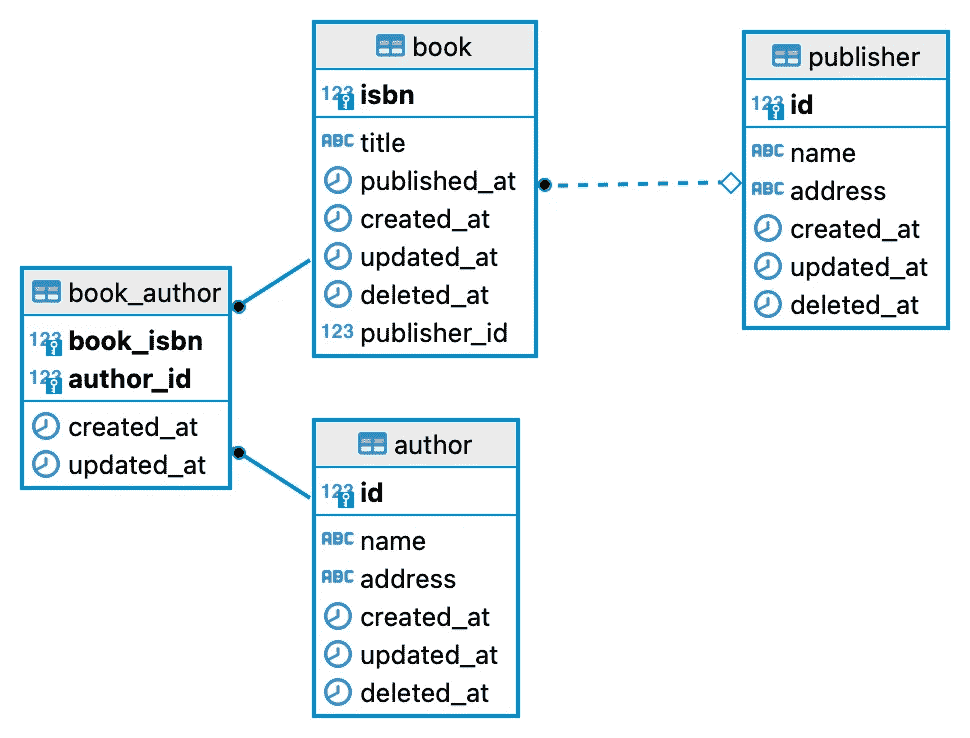 book
123 isbn
ABC title
published_at
created_at
updated_at
deleted_at
123 publisher_id
publisher
123 id
ABC name
ABC address
created_at
updated_at
deleted_at
book_author
123 book_isbn
123 author_id
created_at
updated_at
author
123 id
ABC name
ABC address
created_at
updated_at
deleted_at